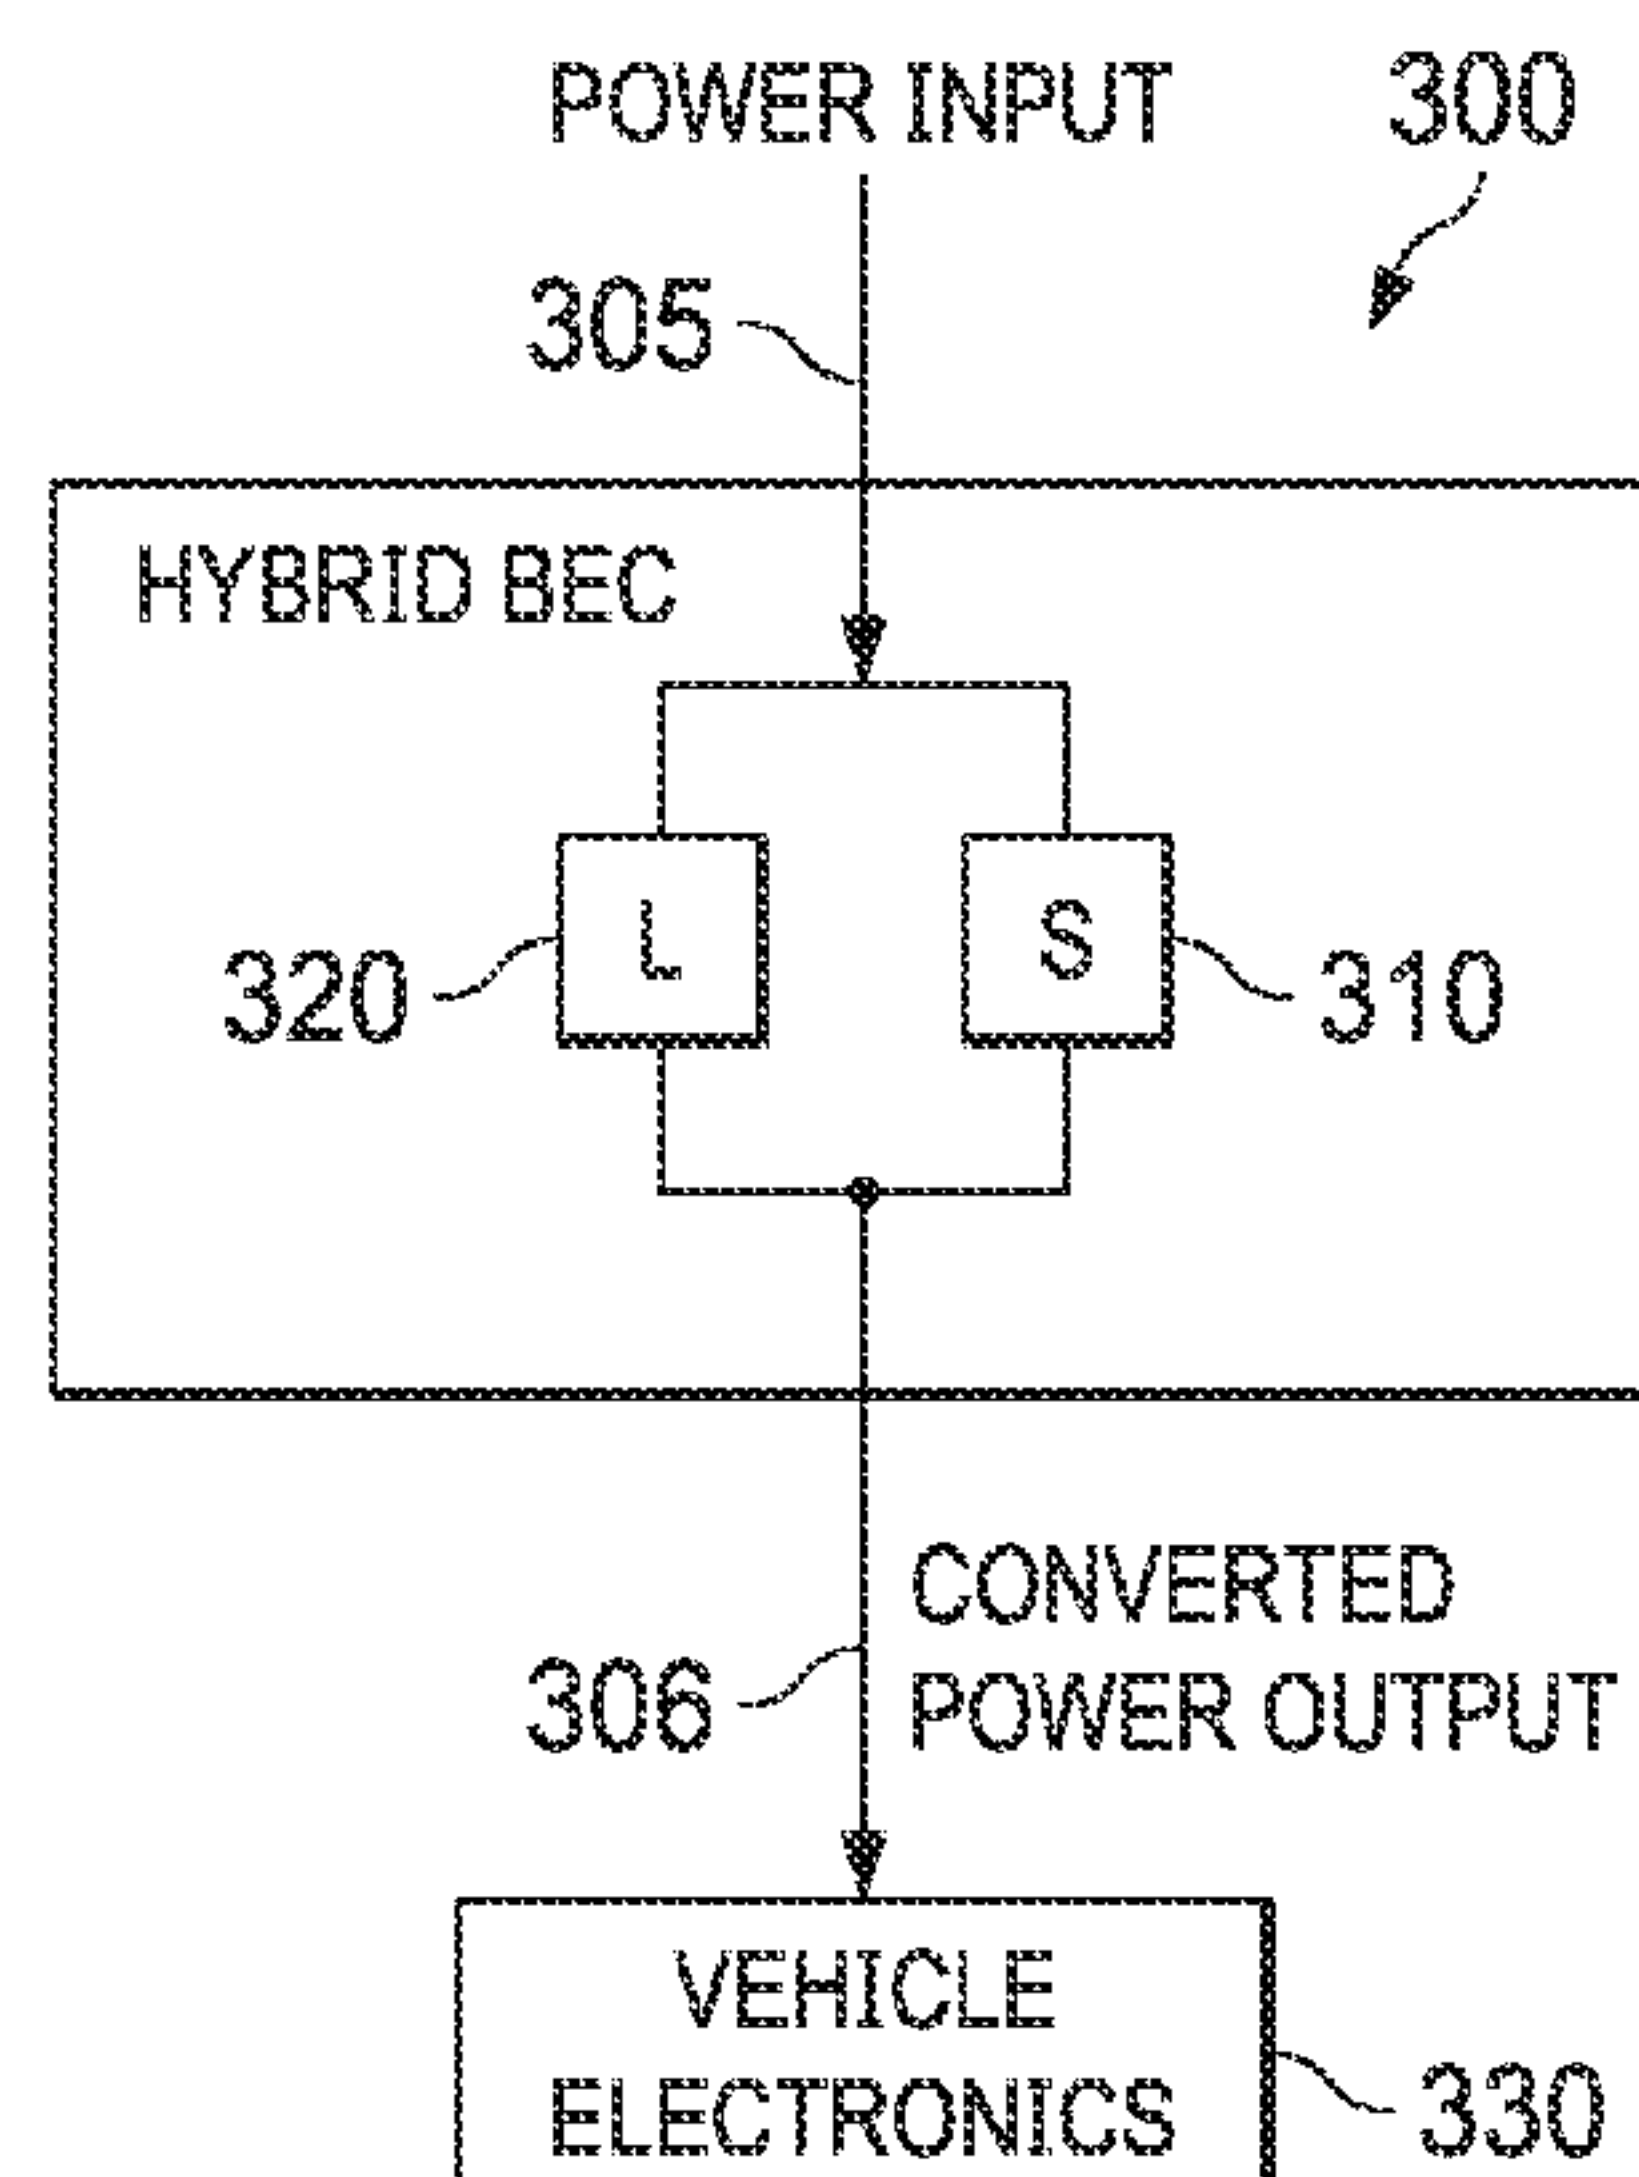 POWER INPUT
300
305
HYBRID BEC
L
S
320
310
CONVERTED
POWER OUTPUT
306
VEHICLE
ELECTRONICS
330